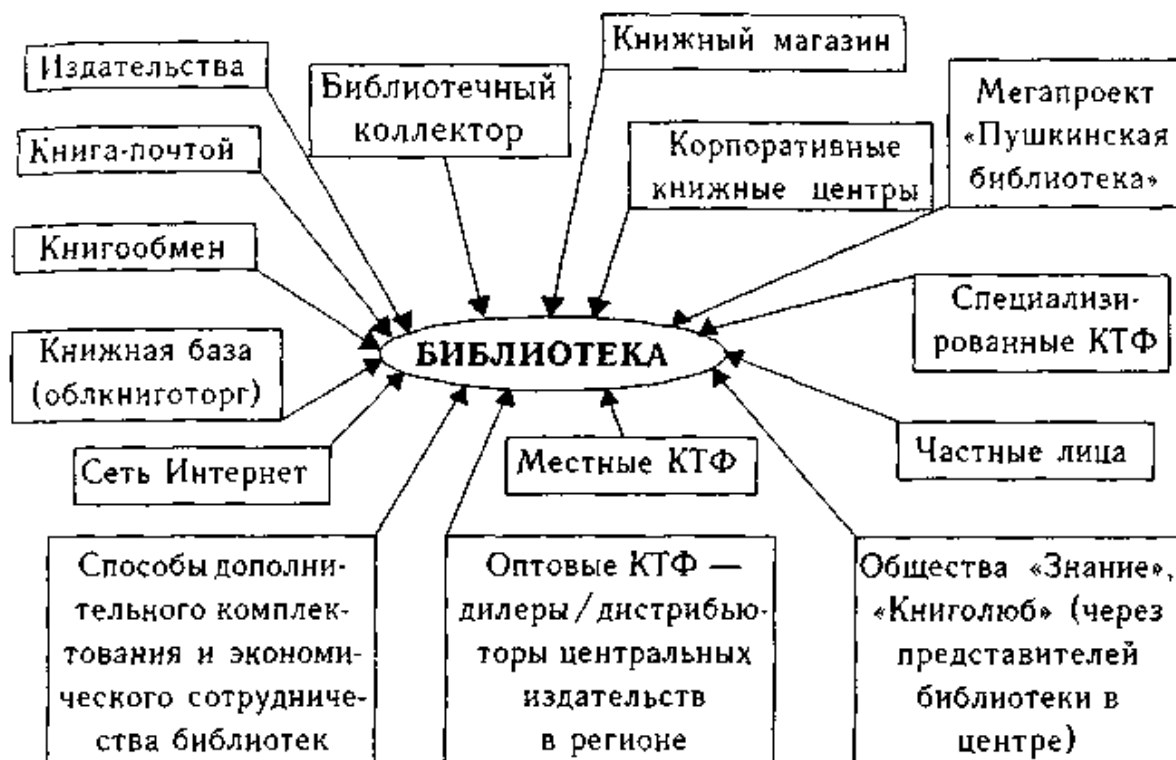 Книжный магазин
Издательства
Библиотечный
коллектор
Мегапроект
«Пушкинская
библиотека»
Книга-почтой
Корпоративные
книжные центры
Книгообмен
Специализи-
рованные КТФ
Книжная база
(облкниготорг)
БИБЛИОТЕКА
Сеть Интернет
Местные КТФ
Частные лица
Способы дополни-
тельного комплек-
тования и экономи-
ческого сотрудниче-
ства библиотек
Оптовые КТФ —
дилеры/дистрибью-
торы центральных
издательств
в регионе
Общества «Знание»,
«Книголюб» (через
представителей
библиотеки в
центре)